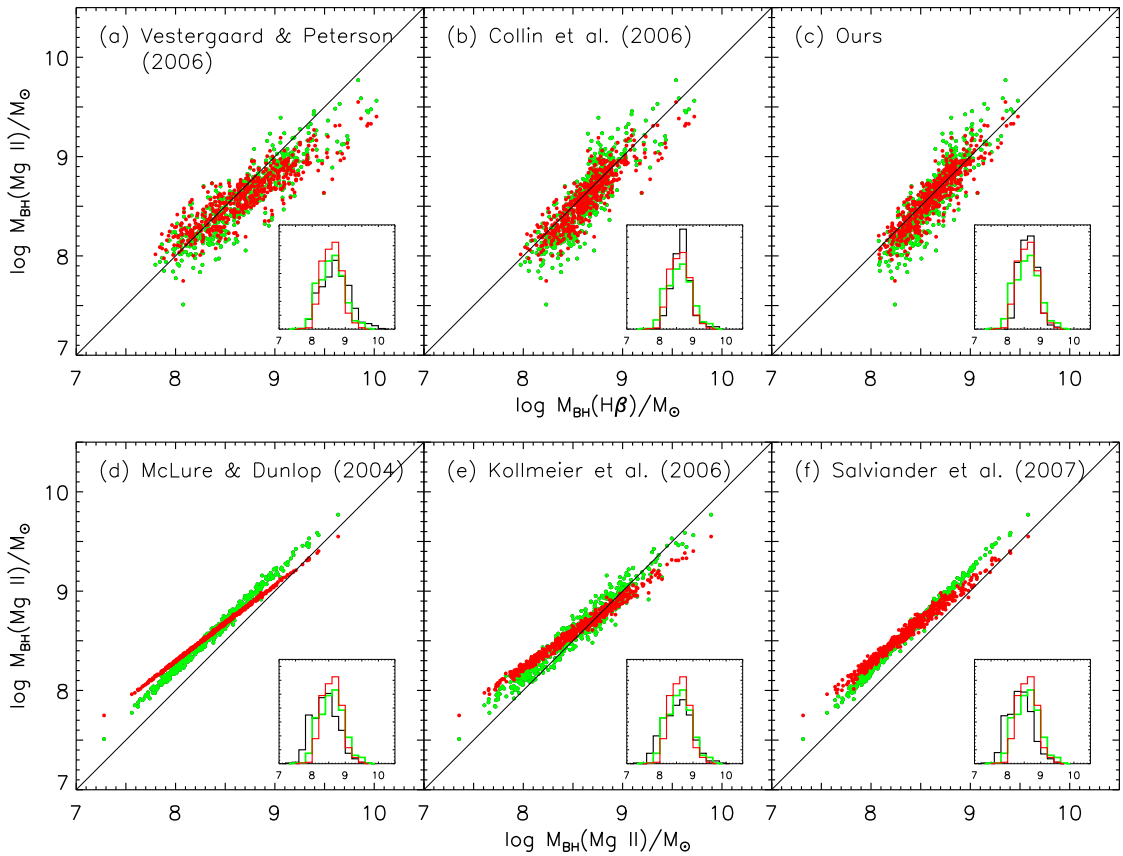 (a) Vestergaard & Peterson
(2006)
(b) Collin et al. (2006)
(c) Ours
log M_BH(Mg II)/M_⊙
10
9
8
7
7 8 9 10
7 8 9 10
7 8 9 10
7 8 9 10
7 8 9 10
7 8 9 10
log M_BH(Hβ)/M_⊙
(d) McLure & Dunlop (2004)
(e) Kollmeier et al. (2006)
(f) Salviander et al. (2007)
log M_BH(Mg II)/M_⊙
10
9
8
7
7 8 9 10
7 8 9 10
7 8 9 10
7 8 9 10
7 8 9 10
7 8 9 10
log M_BH(Mg II)/M_⊙